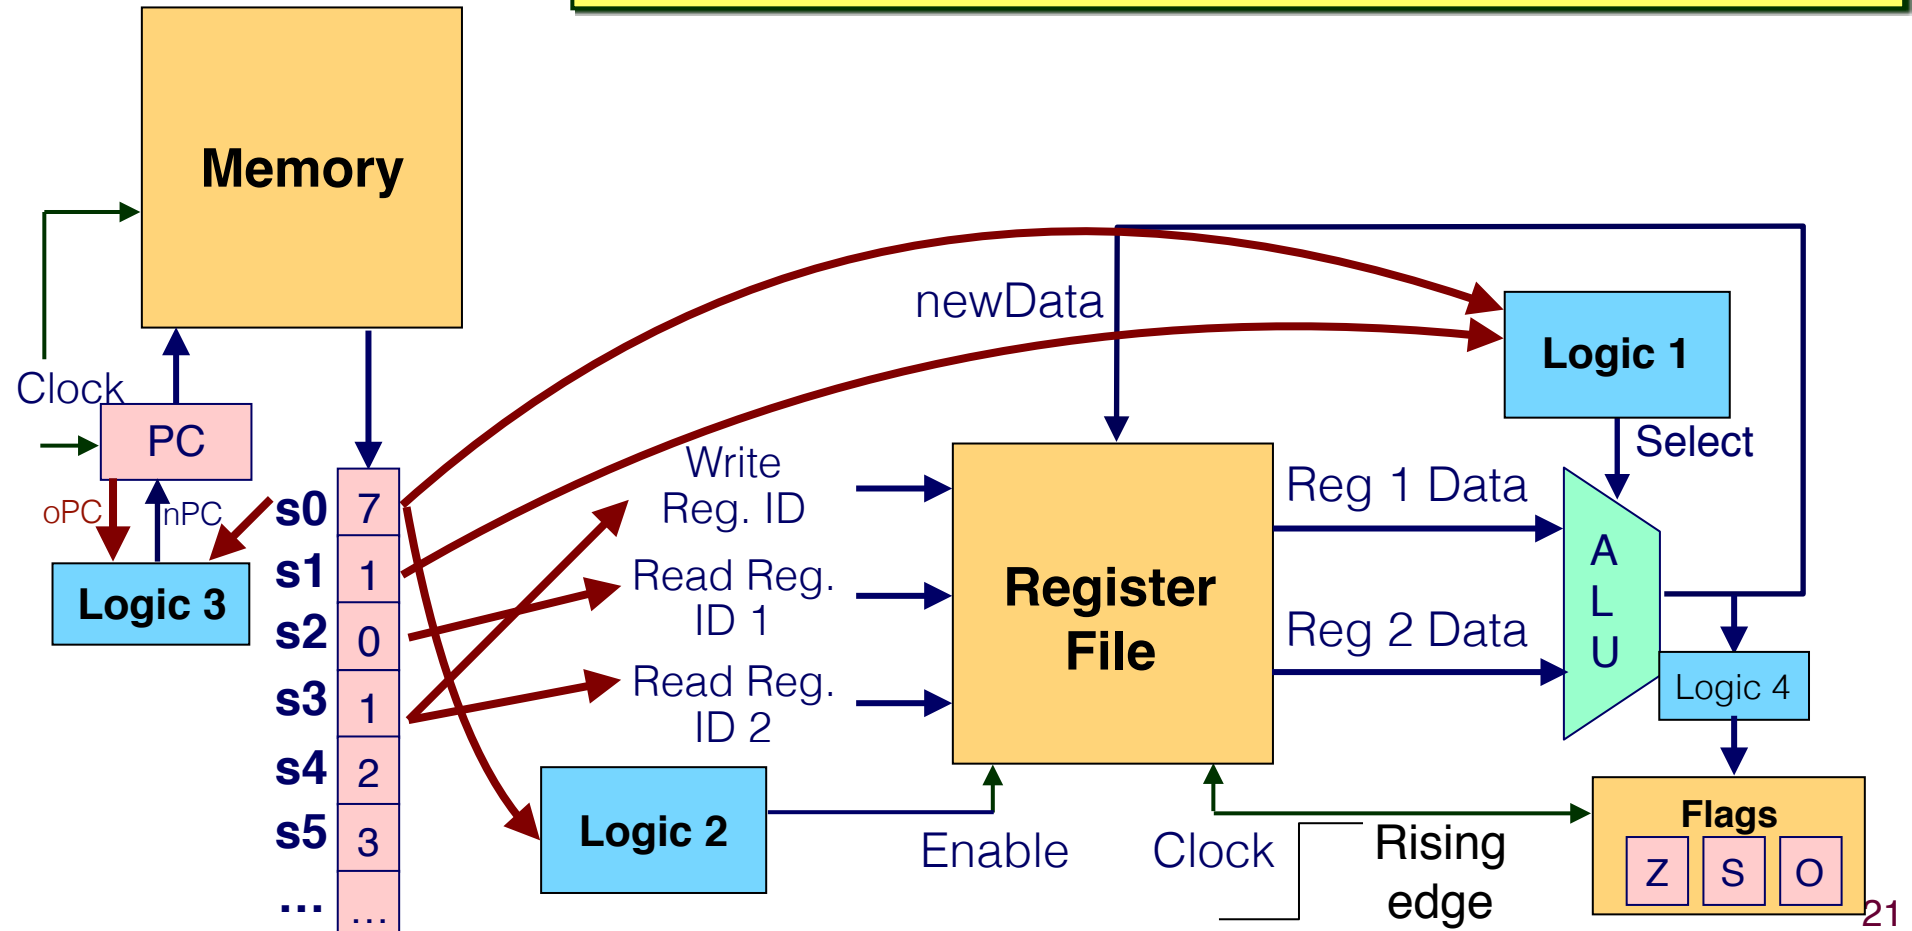 Memory
Clock
PC
oPC
nPC
Logic 3
s0 7
s1 1
s2 0
s3 1
s4 2
s5 3
... ...
Write
Reg. ID
Read Reg.
ID 1
Read Reg.
ID 2
Logic 2
Enable
newData
Register
File
Clock
Rising
edge
Reg 1 Data
Reg 2 Data
Logic 1
Select
A
L
U
Logic 4
Flags
Z S O
21